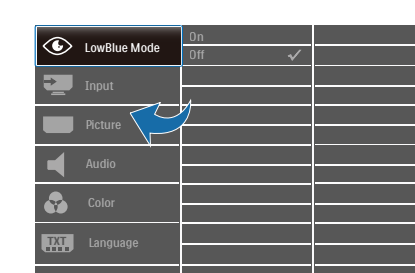 On
LowBlue Mode
Off
Input
Picture
Audio
Color
TXT
Language